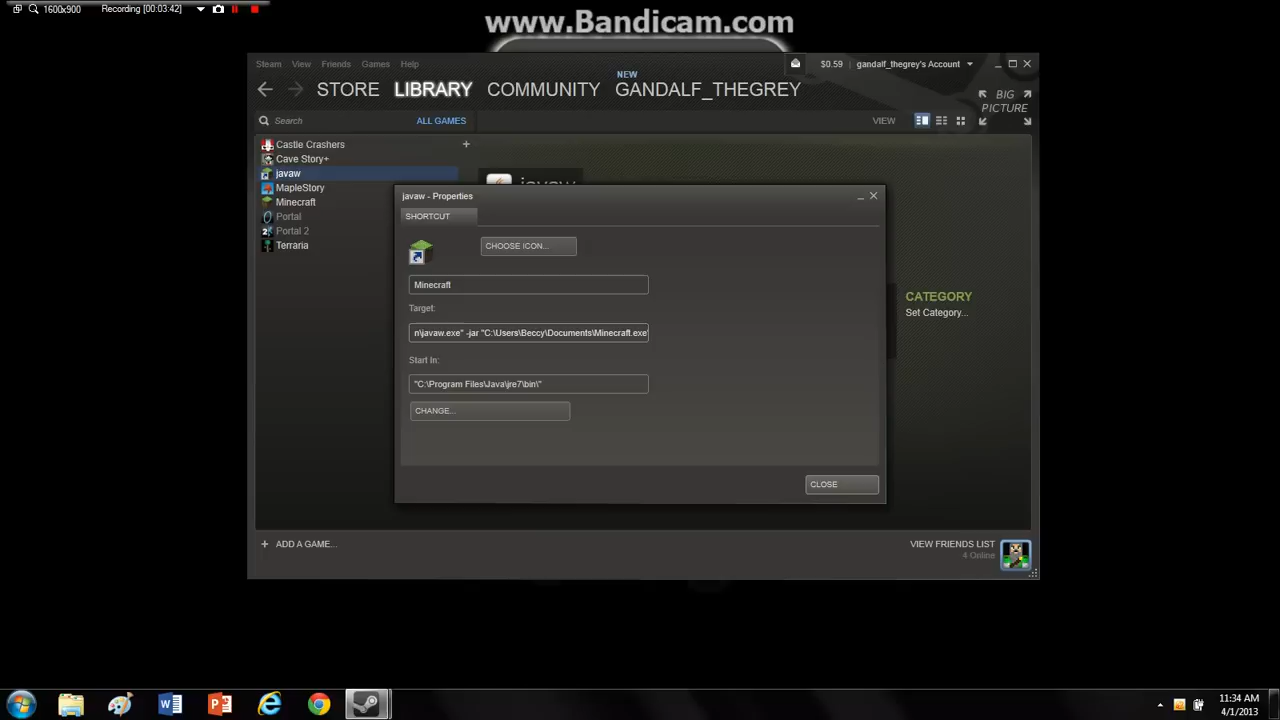 1600x900 Recording [00:03:42]
www.Bandicam.com
Steam View Friends Games Help
$0.59 gandalf_thegrey's Account
NEW
STORE LIBRARY COMMUNITY GANDALF_THEGREY
BIG PICTURE
Search ALL GAMES VIEW
Castle Crashers +
Cave Story+
javaw
MapleStory
Minecraft
Portal
Portal 2
Terraria
javaw
javaw - Properties
SHORTCUT
CHOOSE ICON...
Minecraft
Target:
n\javaw.exe" -jar "C:\Users\Beccy\Documents\Minecraft.exe"
Start In:
"C:\Program Files\Java\jre7\bin\"
CHANGE...
CLOSE
CATEGORY
Set Category...
+ ADD A GAME...
VIEW FRIENDS LIST
4 Online
11:34 AM
4/1/2013